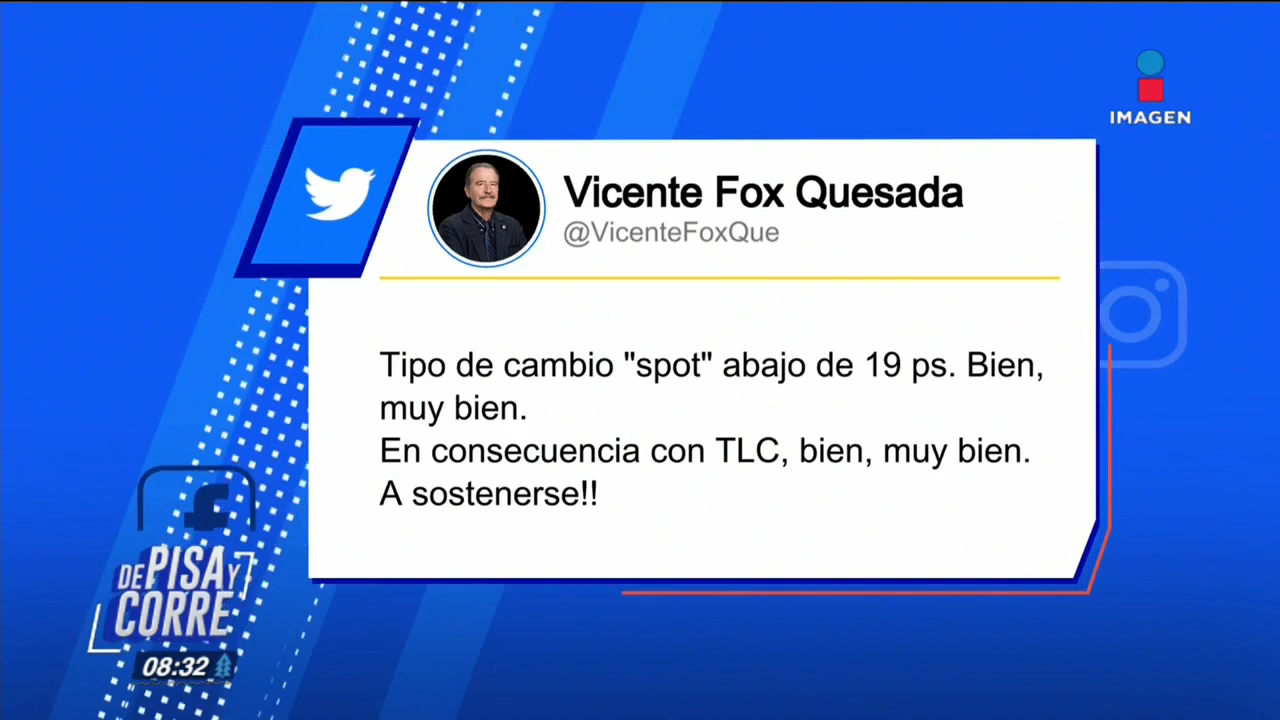 IMAGEN
Vicente Fox Quesada
@VicenteFoxQue
Tipo de cambio "spot" abajo de 19 ps. Bien,
muy bien.
En consecuencia con TLC, bien, muy bien.
A sostenerse!!
DE PISA Y
CORRE
08:32